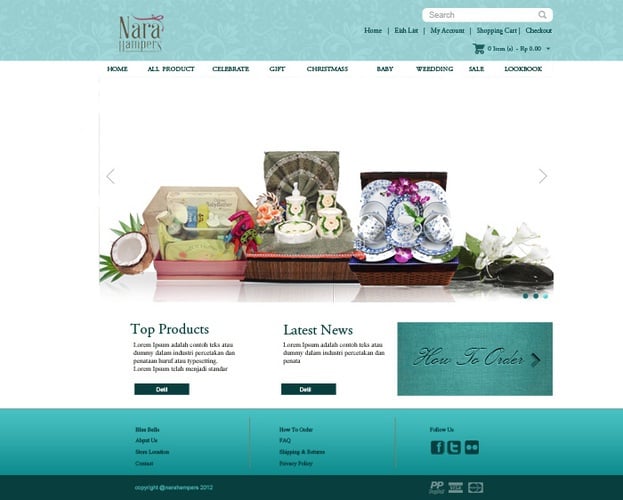 Nara
Hampers
Search
Home | Eish List | My Account | Shopping Cart | Checkout
0 Item (s) - Rp 0.00
HOME ALL PRODUCT CELEBRATE GIFT CHRISTMASS BABY WEEDDING SALE LOOKBOOK
Top Products
Lorem Ipsum adalah contoh teks atau
dummy dalam industri percetakan dan
penataan huruf atau typesetting.
Lorem Ipsum telah menjadi standar
Detil
Latest News
Lorem Ipsum adalah contoh teks atau
dummy dalam industri percetakan dan
penata
Detil
How To Order
Bliss Bells
About Us
Store Location
Contact
How To Order
FAQ
Shipping & Returns
Privacy Policy
Follow Us
copyright @narahampers 2012
PP
VISA